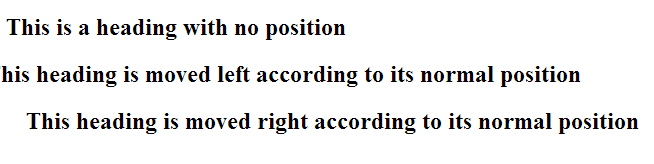 This is a heading with no position
his heading is moved left according to its normal position
This heading is moved right according to its normal position